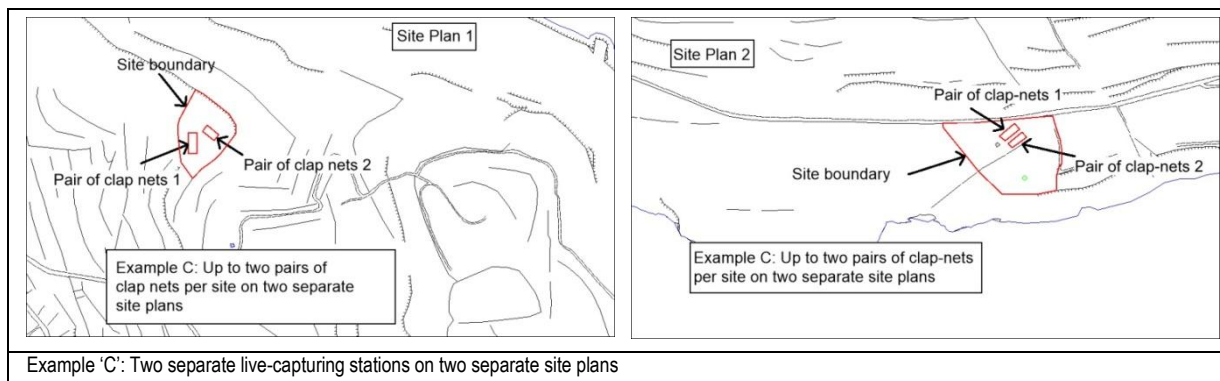 Site Plan 1
Site boundary
Pair of clap nets 2
Pair of clap nets 1
Example C: Up to two pairs of
clap nets per site on two separate
site plans
Site Plan 2
Pair of clap-nets 1
Pair of clap-nets 2
Site boundary
Example C: Up to two pairs of clap-nets
per site on two separate site plans
Example ‘C’: Two separate live-capturing stations on two separate site plans